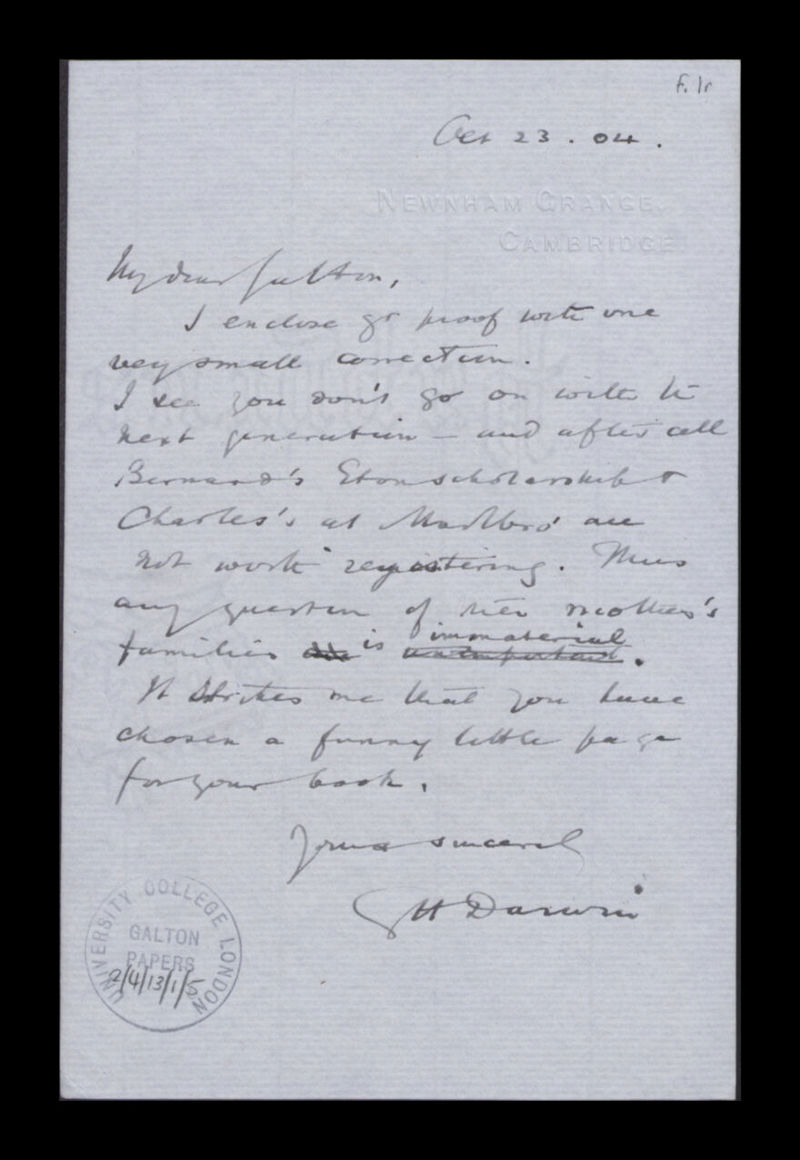 f. 1r
Oct 23. 04.
NEWNHAM GRANGE.
CAMBRIDGE
My dear Galton,
I enclose yr proof with one
very small correction.
I see you don't go on with the
next generation – and after all
Bernard's Eton scholarship &
Charles's at Marlbro' are
not worth registering. Thus
any question of their mother's
families is immaterial.
It strikes me that you have
chosen a funny little page
for your book.
Yours sincerely
G H Darwin
UNIVERSITY COLLEGE LONDON
GALTON
PAPERS
2/4/13/1/5